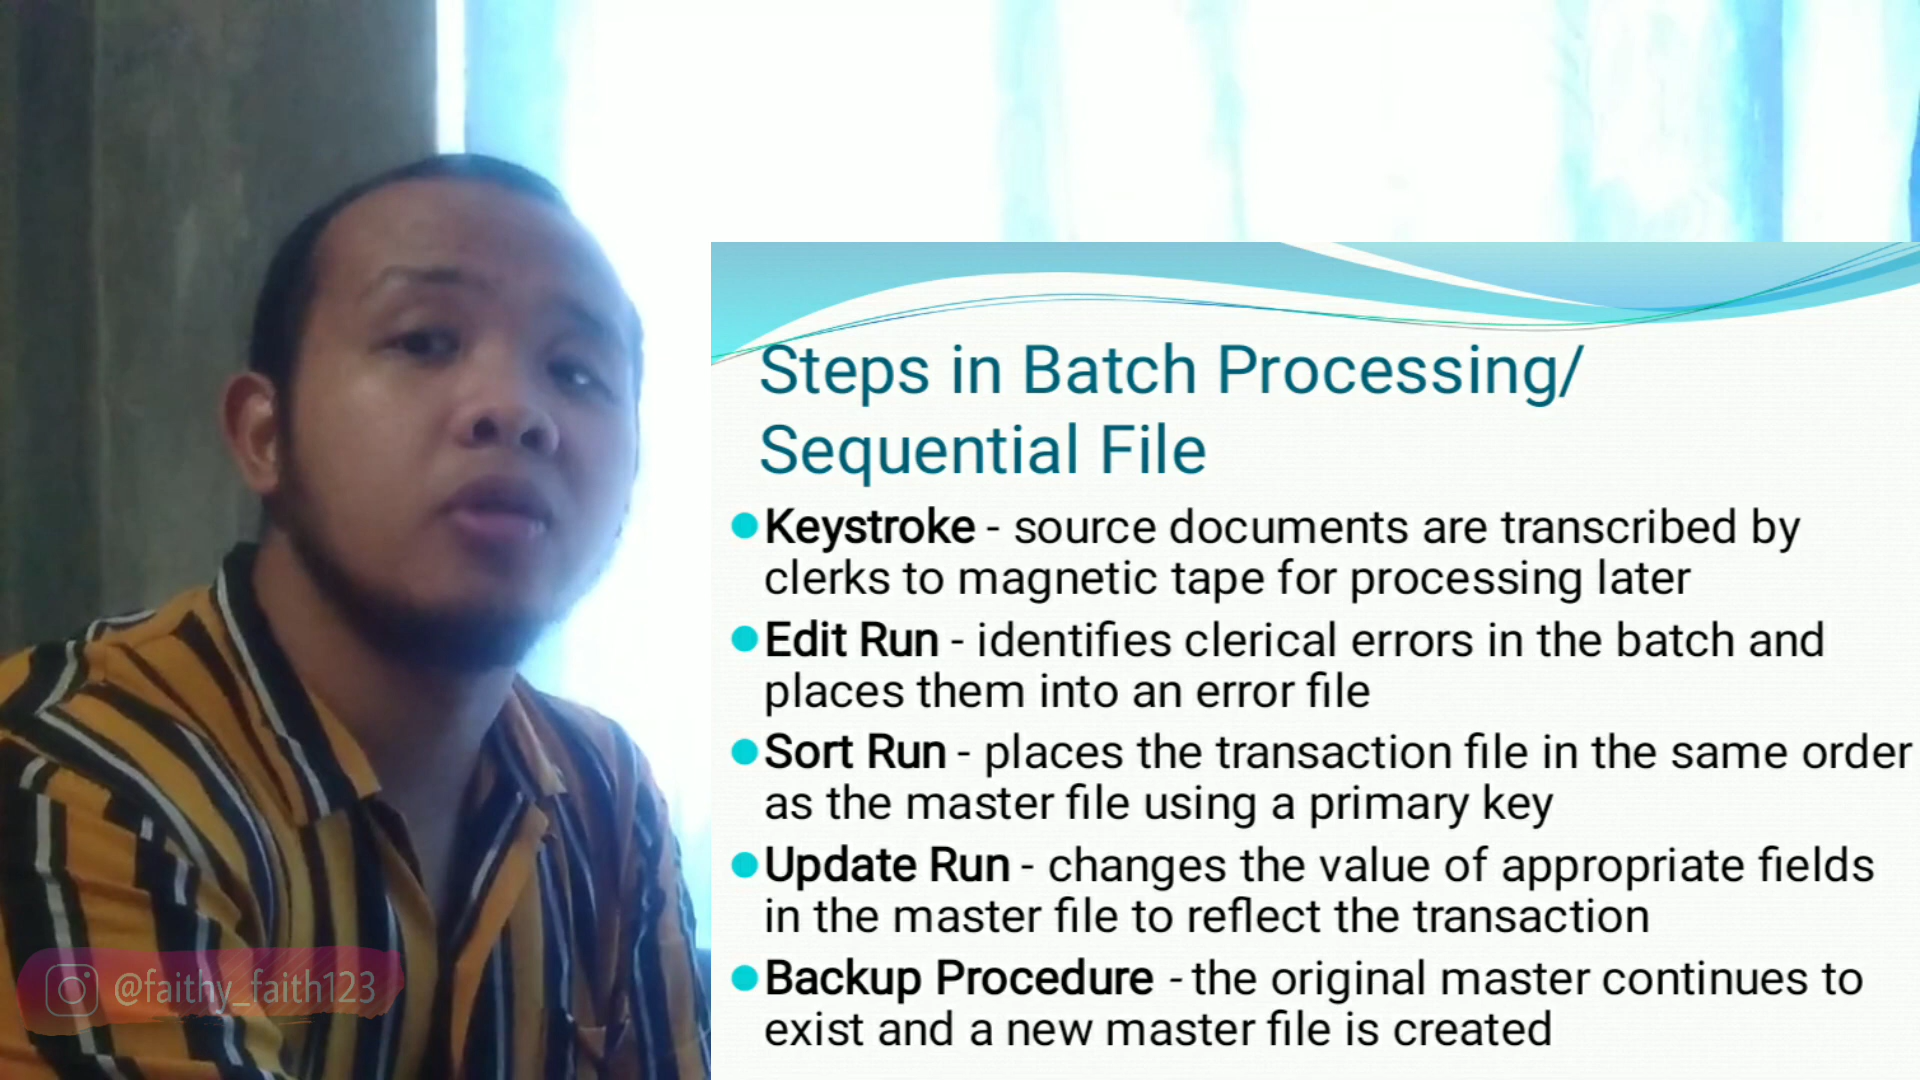 Steps in Batch Processing/
Sequential File
Keystroke - source documents are transcribed by
clerks to magnetic tape for processing later
Edit Run - identifies clerical errors in the batch and
places them into an error file
Sort Run - places the transaction file in the same order
as the master file using a primary key
Update Run - changes the value of appropriate fields
in the master file to reflect the transaction
Backup Procedure - the original master continues to
exist and a new master file is created
@faithy_faith123